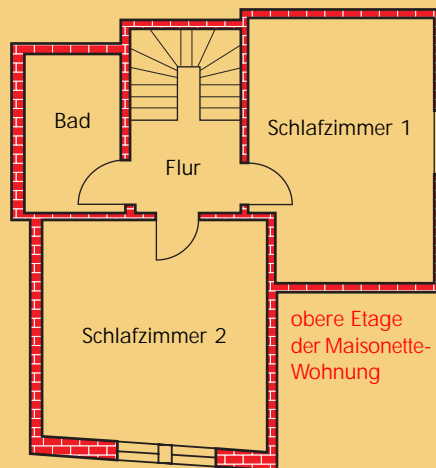 Bad
Schlafzimmer 1
Flur
Schlafzimmer 2
obere Etage
der Maisonette-
Wohnung